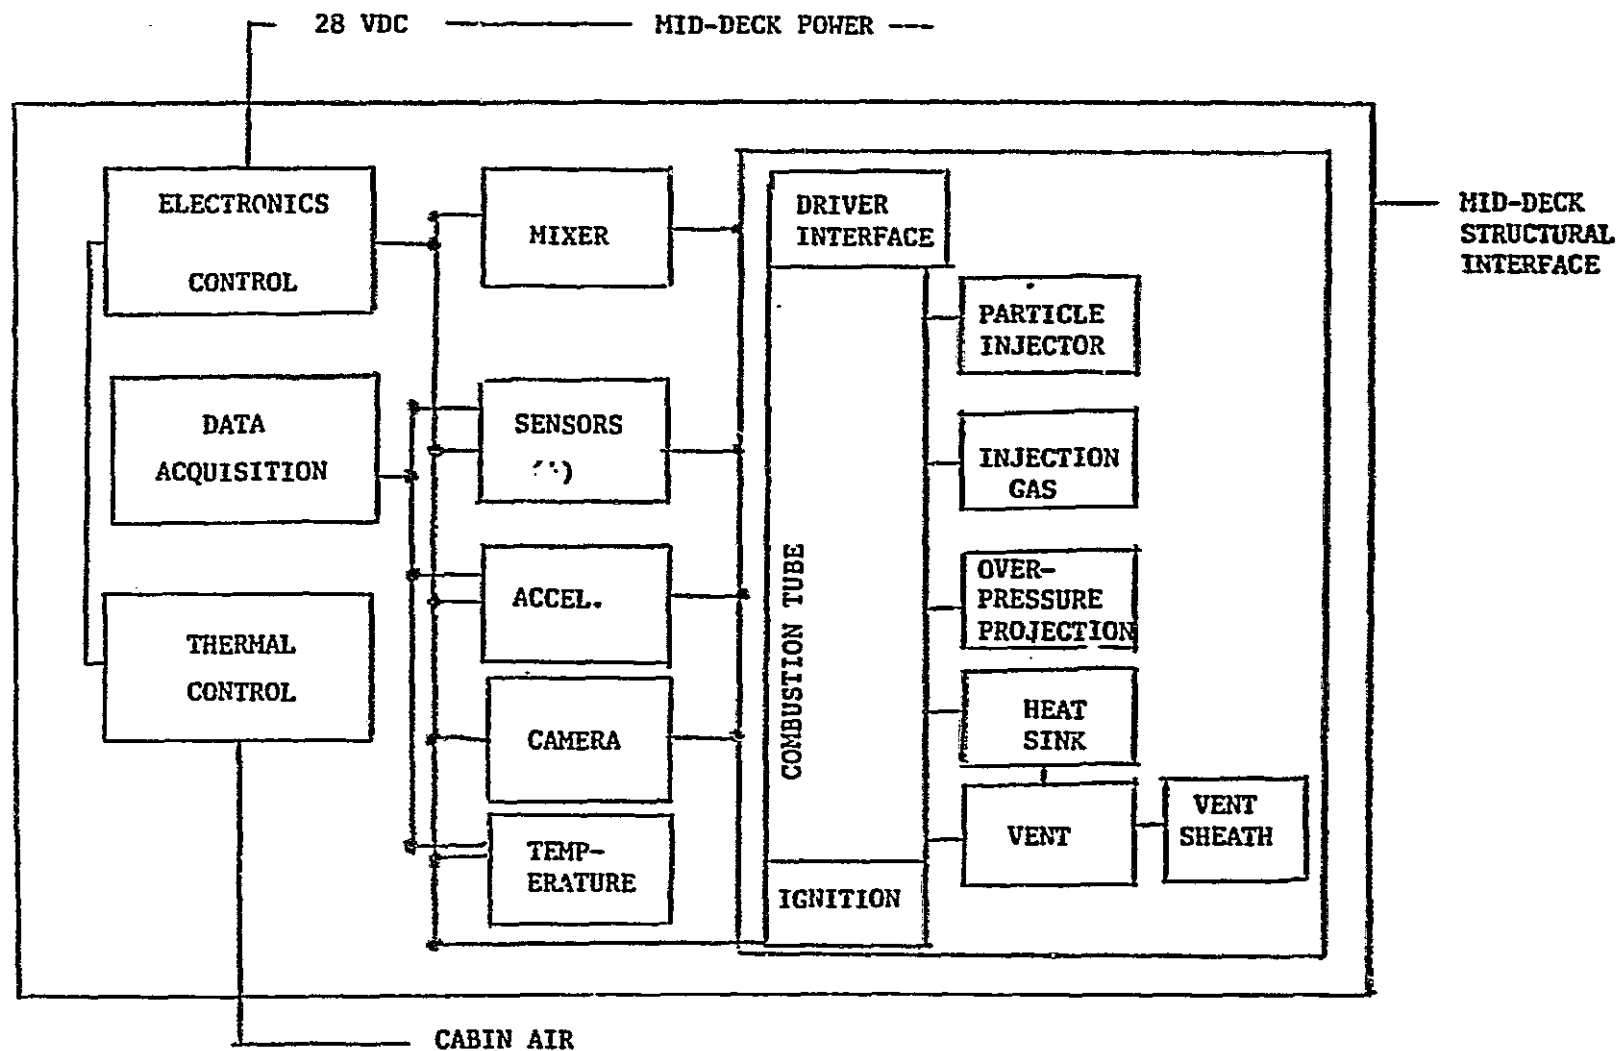 28 VDC
MID-DECK POWER
ELECTRONICS
CONTROL
MIXER
DRIVER
INTERFACE
MID-DECK
STRUCTURAL
INTERFACE
PARTICLE
INJECTOR
DATA
ACQUISITION
SENSORS
INJECTION
GAS
ACCEL.
OVER-
PRESSURE
PROJECTION
COMBUSTION TUBE
THERMAL
CONTROL
CAMERA
HEAT
SINK
VENT
VENT
SHEATH
TEMP-
ERATURE
IGNITION
CABIN AIR